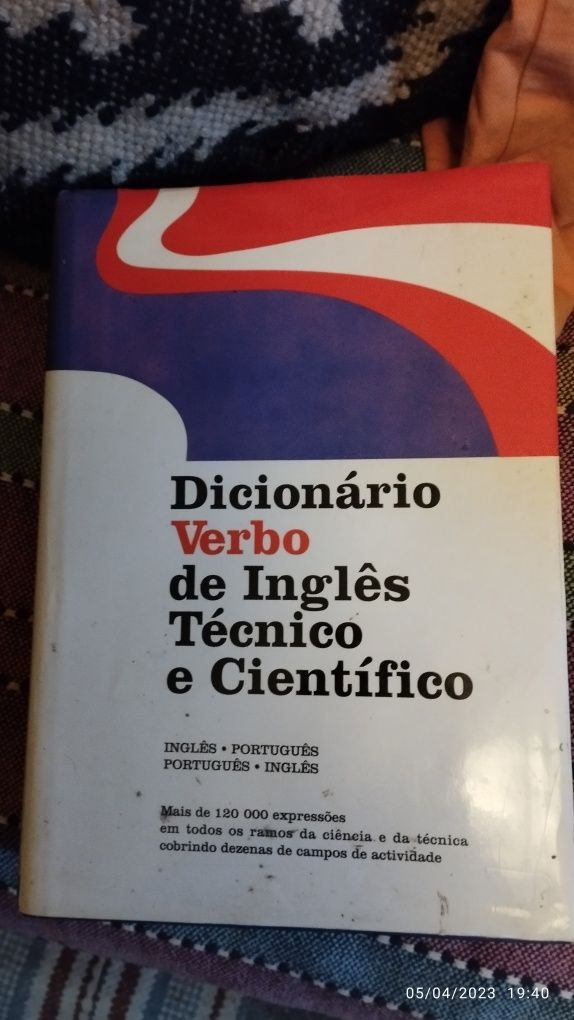 Dicionário
Verbo
de Inglês
Técnico
e Científico
INGLÊS • PORTUGUÊS
PORTUGUÊS • INGLÊS
Mais de 120 000 expressões
em todos os ramos da ciência e da técnica
cobrindo dezenas de campos de actividade
05/04/2023 19:40